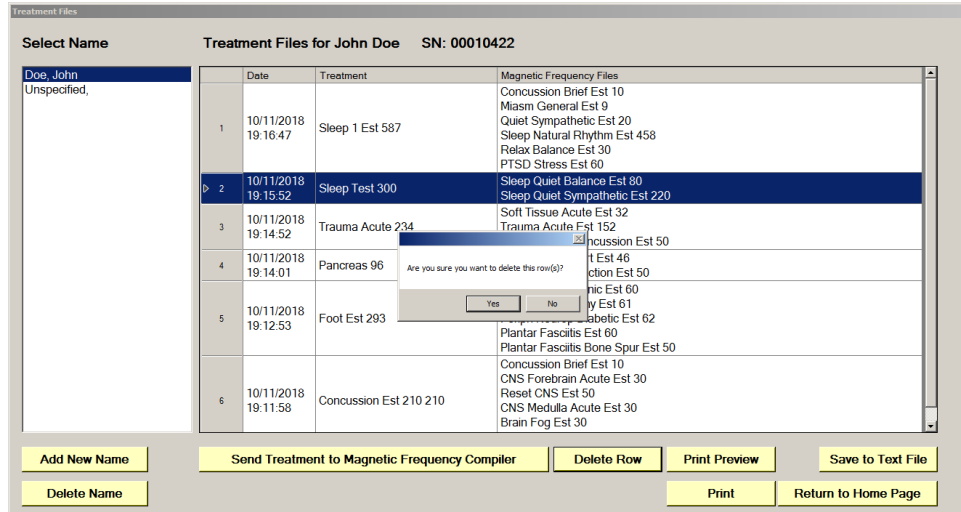 Treatment Files
Select Name
Treatment Files for John Doe SN: 00010422
Doe, John
Unspecified,
Date Treatment Magnetic Frequency Files
1 10/11/2018 19:16:47 Sleep 1 Est 587
Concussion Brief Est 10
Miasm General Est 9
Quiet Sympathetic Est 20
Sleep Natural Rhythm Est 458
Relax Balance Est 30
PTSD Stress Est 60
2 10/11/2018 19:15:52 Sleep Test 300
Sleep Quiet Balance Est 80
Sleep Quiet Sympathetic Est 220
3 10/11/2018 19:14:52 Trauma Acute 234
Soft Tissue Acute Est 32
Trauma Acute Est 152
Est 50
4 10/11/2018 19:14:01 Pancreas 96
Est 46
Est 50
5 10/11/2018 19:12:53 Foot Est 293
Est 60
Est 61
Est 62
Plantar Fasciitis Est 60
Plantar Fasciitis Bone Spur Est 50
6 10/11/2018 19:11:58 Concussion Est 210 210
Concussion Brief Est 10
CNS Forebrain Acute Est 30
Reset CNS Est 50
CNS Medulla Acute Est 30
Brain Fog Est 30
Are you sure you want to delete this row(s)?
Yes No
Add New Name
Send Treatment to Magnetic Frequency Compiler
Delete Row
Print Preview
Save to Text File
Delete Name
Print
Return to Home Page